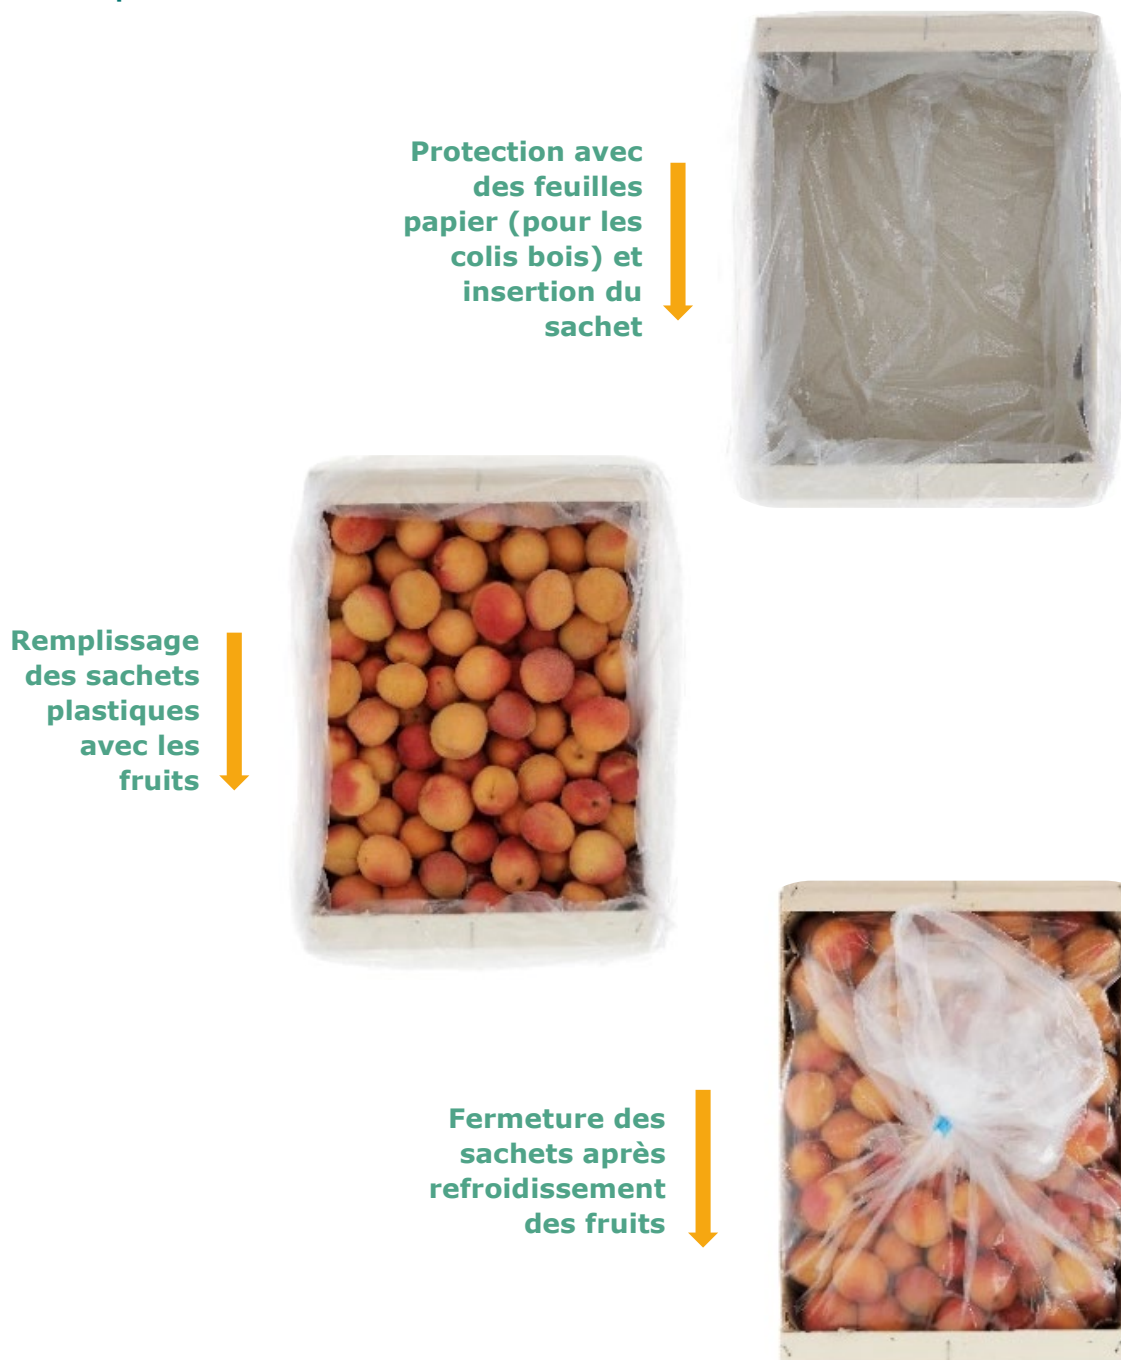 Protection avec
des feuilles
papier (pour les
colis bois) et
insertion du
sachet
Remplissage
des sachets
plastiques
avec les
fruits
Fermeture des
sachets après
refroidissement
des fruits